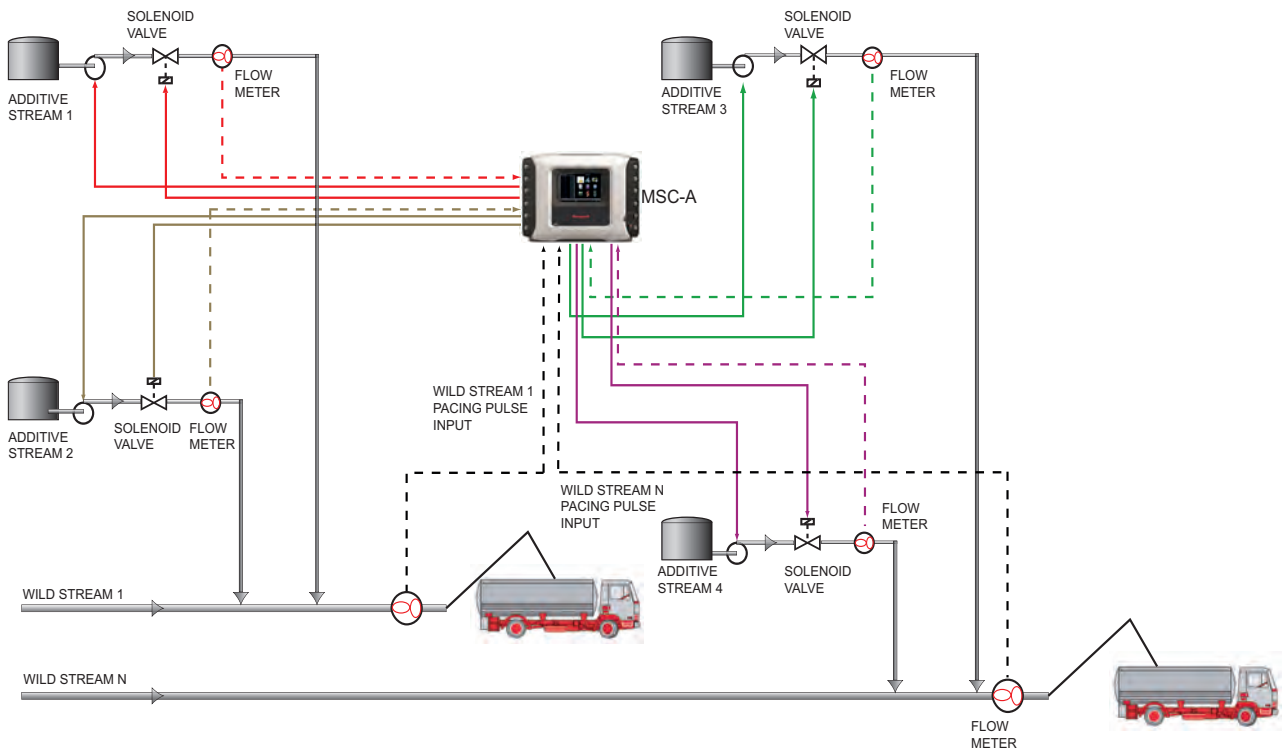 SOLENOID
VALVE
FLOW
METER
ADDITIVE
STREAM 1
SOLENOID
VALVE
FLOW
METER
ADDITIVE
STREAM 3
MSC-A
Honeywell
WILD STREAM 1
PACING PULSE
INPUT
ADDITIVE
STREAM 2
SOLENOID
VALVE
FLOW
METER
WILD STREAM N
PACING PULSE
INPUT
FLOW
METER
ADDITIVE
STREAM 4
SOLENOID
VALVE
WILD STREAM 1
WILD STREAM N
FLOW
METER